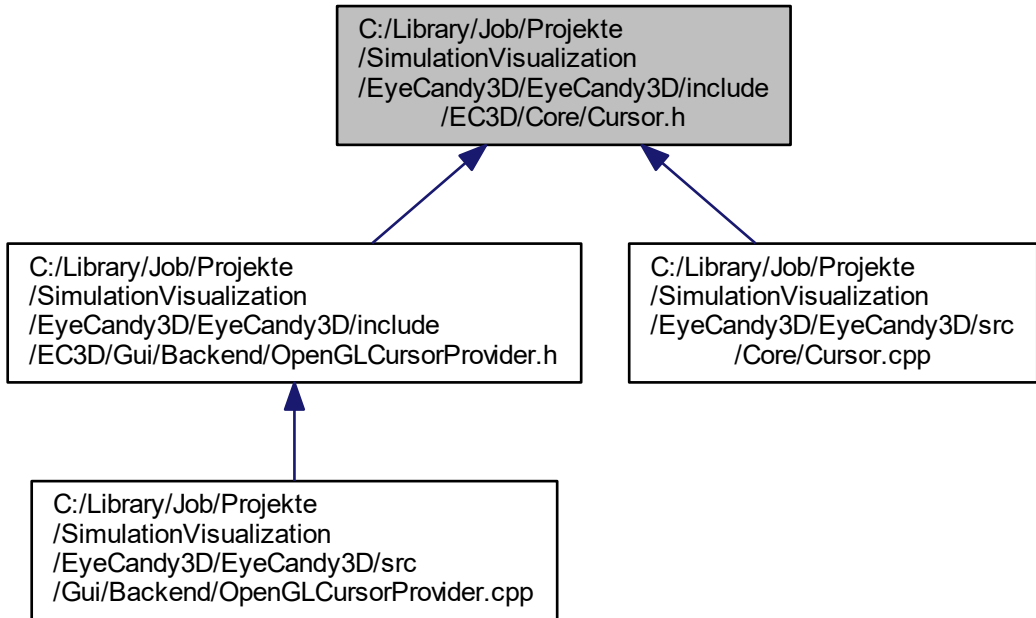 C:/Library/Job/Projekte
/SimulationVisualization
/EyeCandy3D/EyeCandy3D/include
/EC3D/Core/Cursor.h
C:/Library/Job/Projekte
/SimulationVisualization
/EyeCandy3D/EyeCandy3D/include
/EC3D/Gui/Backend/OpenGLCursorProvider.h
C:/Library/Job/Projekte
/SimulationVisualization
/EyeCandy3D/EyeCandy3D/src
/Core/Cursor.cpp
C:/Library/Job/Projekte
/SimulationVisualization
/EyeCandy3D/EyeCandy3D/src
/Gui/Backend/OpenGLCursorProvider.cpp